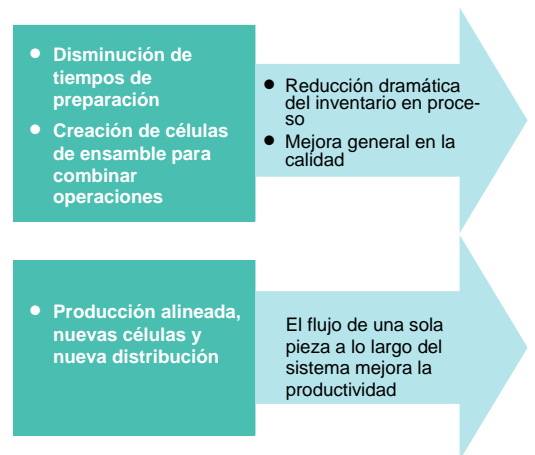 • Disminución de
tiempos de
preparación
• Creación de células
de ensamble para
combinar
operaciones
• Reducción dramática
del inventario en proce-
so
• Mejora general en la
calidad
• Producción alineada,
nuevas células y
nueva distribución
El flujo de una sola
pieza a lo largo del
sistema mejora la
productividad